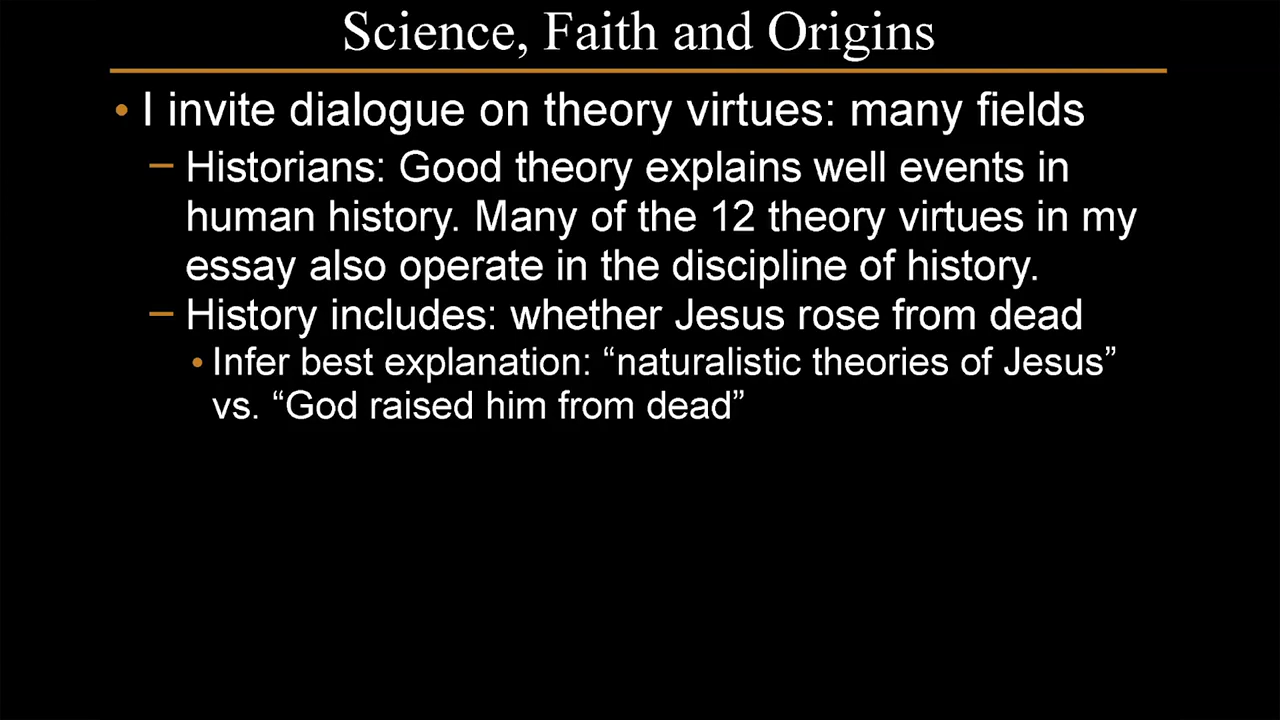 Science, Faith and Origins
• I invite dialogue on theory virtues: many fields
– Historians: Good theory explains well events in
human history. Many of the 12 theory virtues in my
essay also operate in the discipline of history.
– History includes: whether Jesus rose from dead
• Infer best explanation: “naturalistic theories of Jesus”
vs. “God raised him from dead”